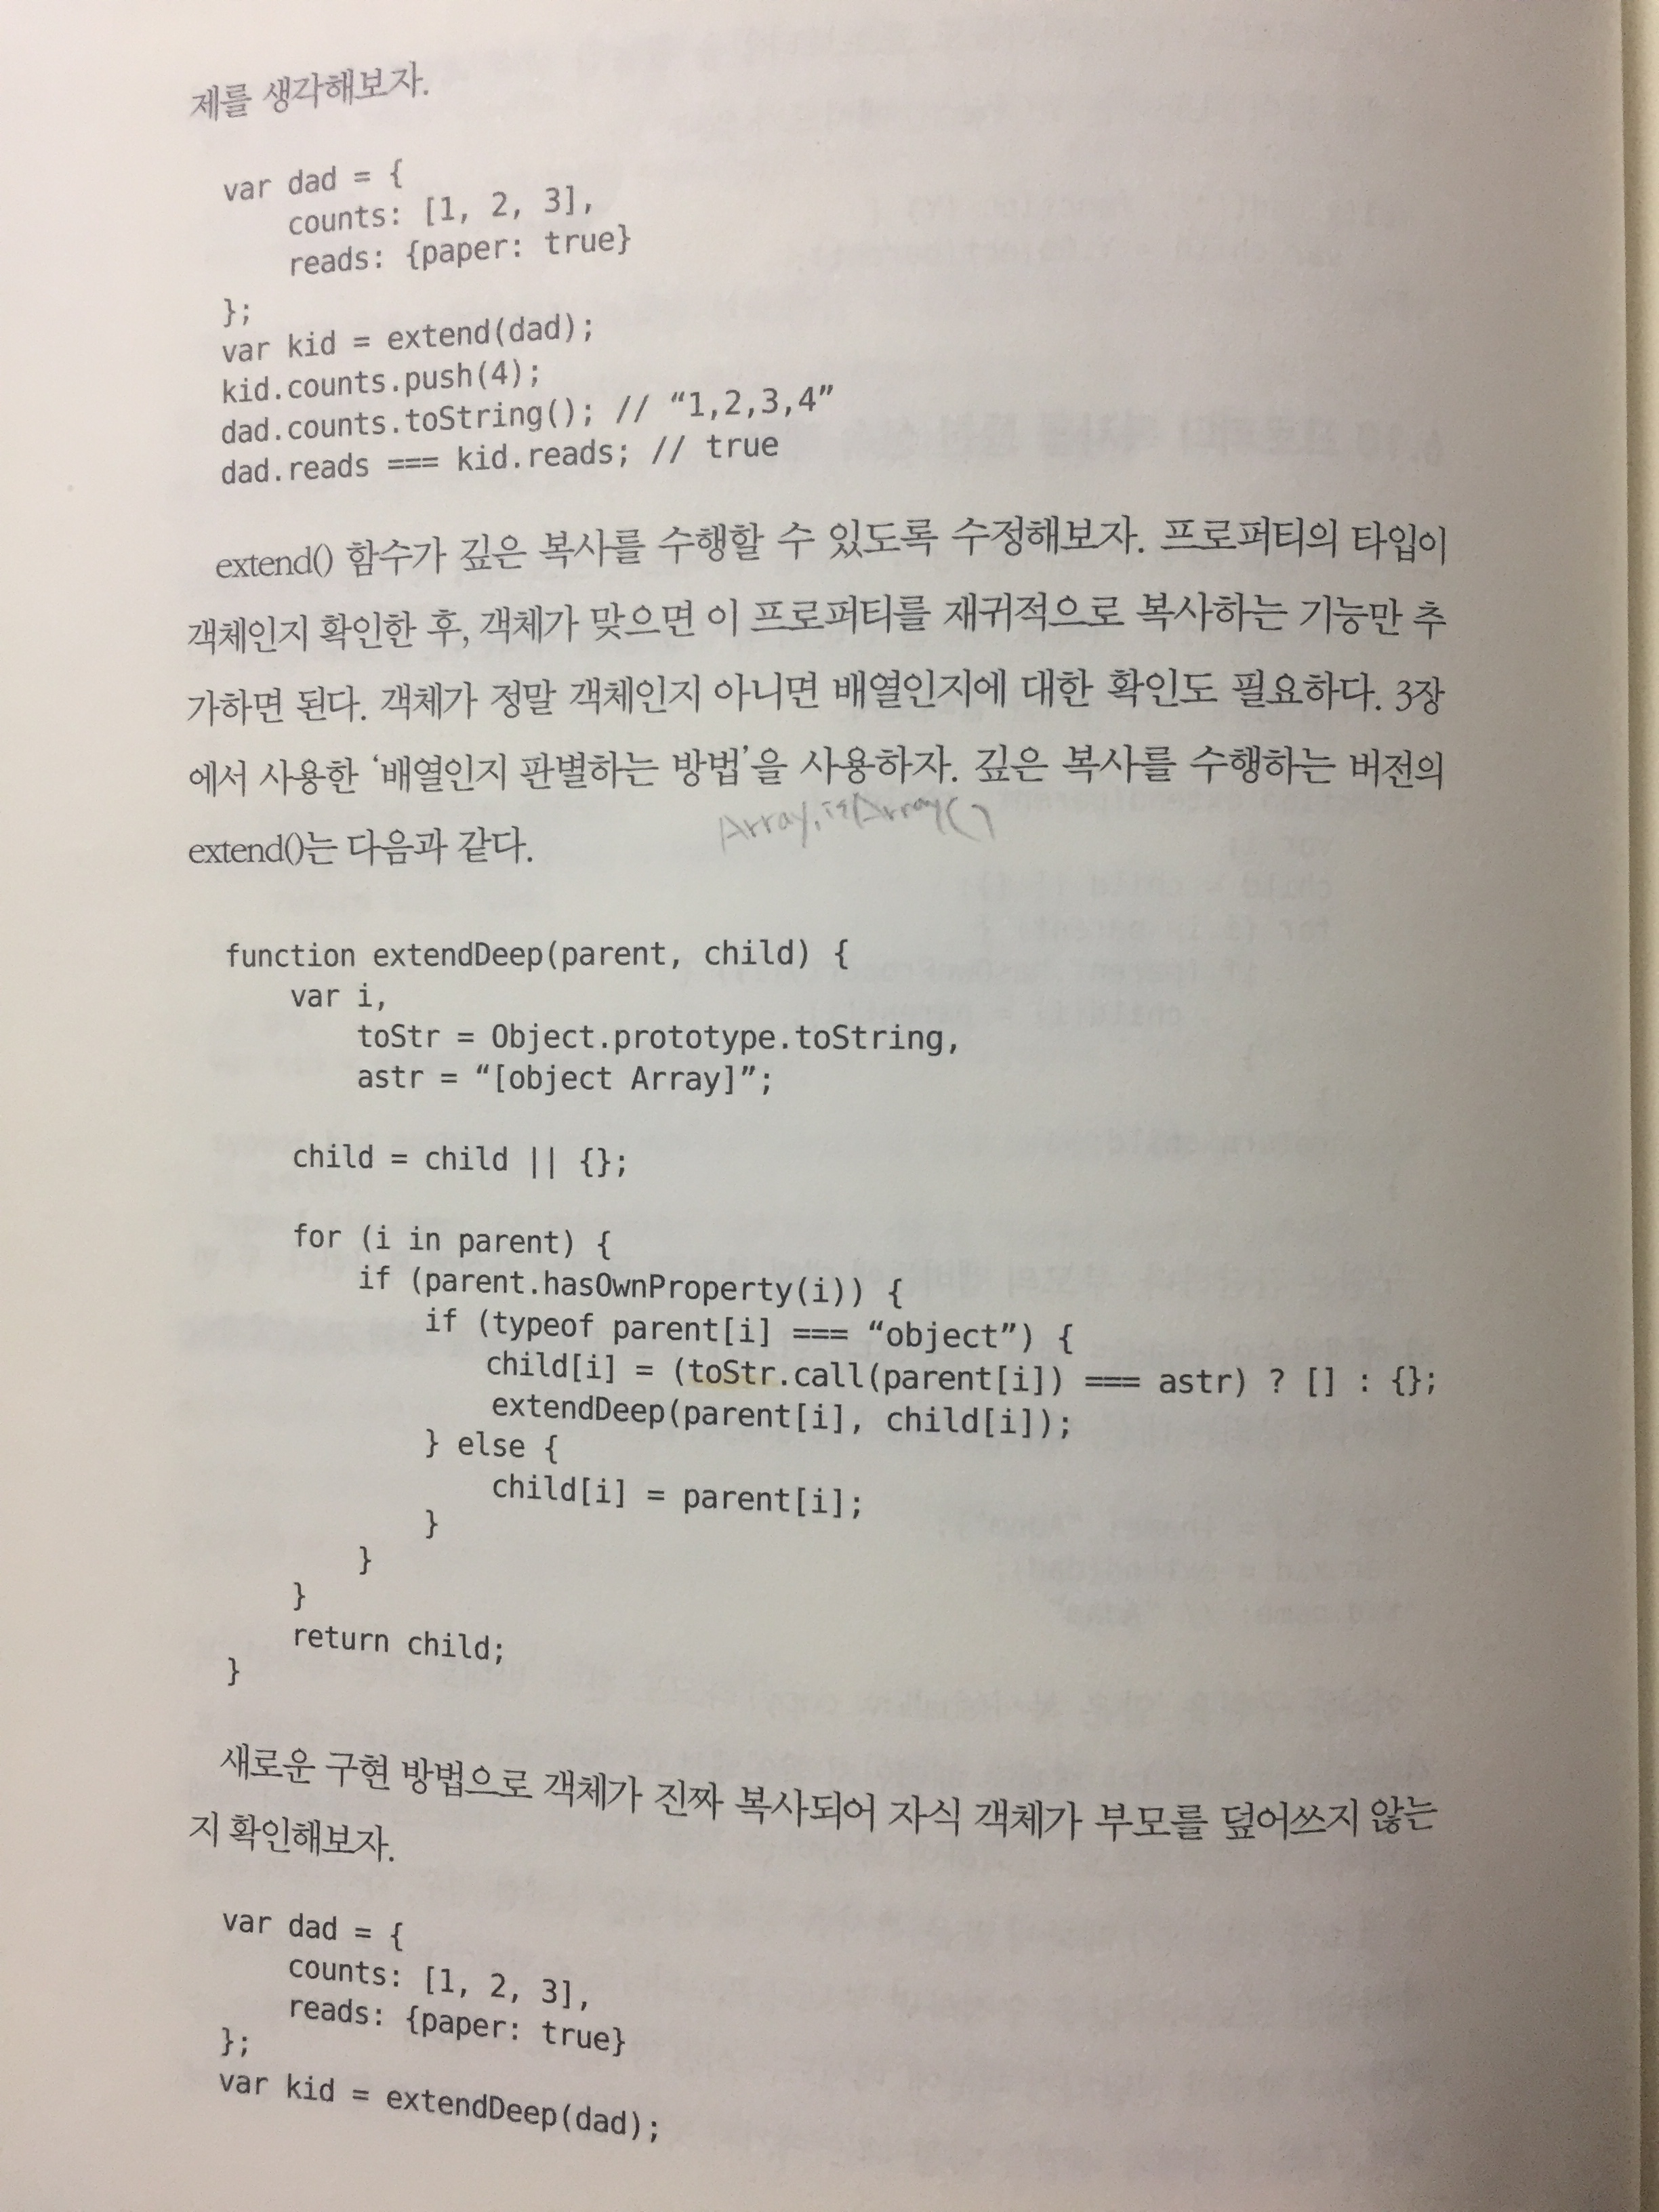 제를 생각해보자.
var dad = {
    counts: [1, 2, 3],
    reads: {paper: true}
};
var kid = extend(dad);
kid.counts.push(4);
dad.counts.toString(); // “1,2,3,4”
dad.reads === kid.reads; // true
extend() 함수가 깊은 복사를 수행할 수 있도록 수정해보자. 프로퍼티의 타입이
객체인지 확인한 후, 객체가 맞으면 이 프로퍼티를 재귀적으로 복사하는 기능만 추
가하면 된다. 객체가 정말 객체인지 아니면 배열인지에 대한 확인도 필요하다. 3장
에서 사용한 ‘배열인지 판별하는 방법’을 사용하자. 깊은 복사를 수행하는 버전의
Array.isArray()
extend()는 다음과 같다.
function extendDeep(parent, child) {
    var i,
        toStr = Object.prototype.toString,
        astr = “[object Array]”;
    child = child || {};
    for (i in parent) {
        if (parent.hasOwnProperty(i)) {
            if (typeof parent[i] === “object”) {
                child[i] = (toStr.call(parent[i]) === astr) ? [] : {};
                extendDeep(parent[i], child[i]);
            } else {
                child[i] = parent[i];
            }
        }
    }
    return child;
}
새로운 구현 방법으로 객체가 진짜 복사되어 자식 객체가 부모를 덮어쓰지 않는
지 확인해보자.
var dad = {
    counts: [1, 2, 3],
    reads: {paper: true}
};
var kid = extendDeep(dad);